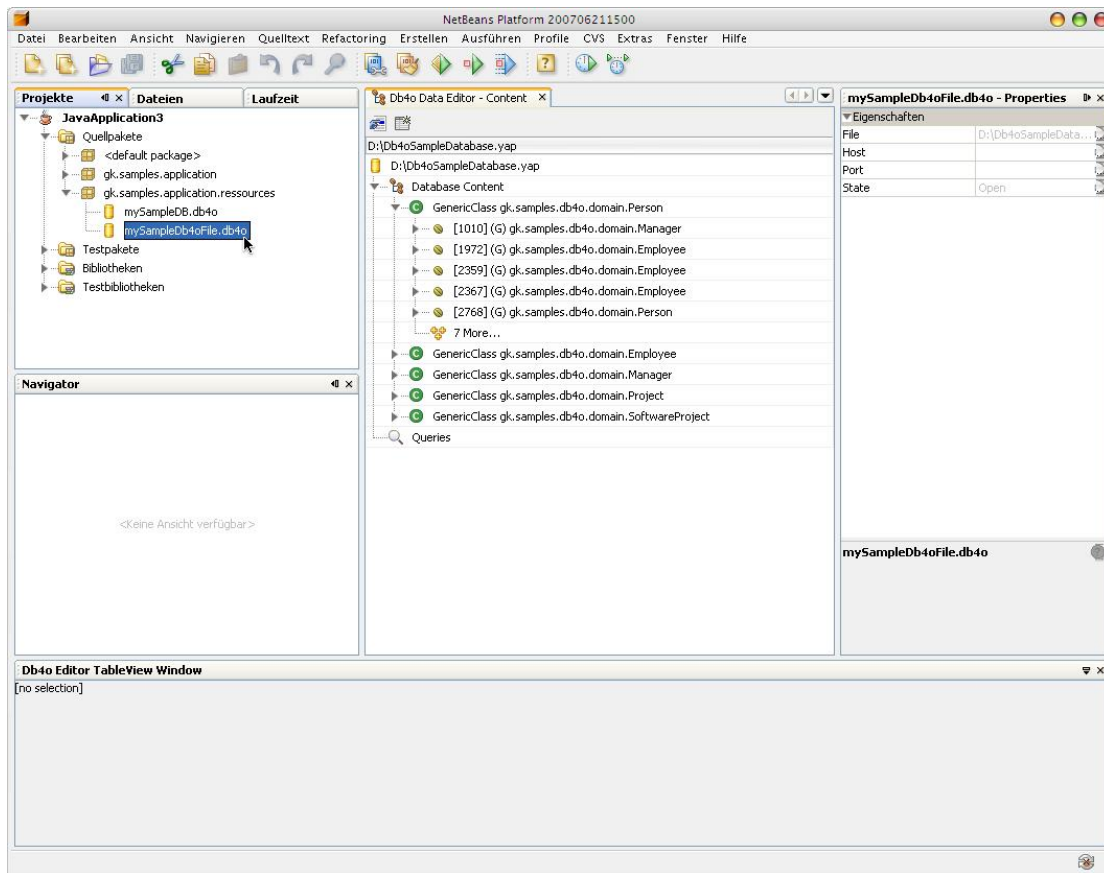 NetBeans Platform 200706211500
Datei Bearbeiten Ansicht Navigieren Quelltext Refactoring Erstellen Ausführen Profile CVS Extras Fenster Hilfe
Projekte Dateien Laufzeit
JavaApplication3
Quellpakete
<default package>
gk.samples.application
gk.samples.application.ressources
mySampleDB.db4o
mySampleDb4oFile.db4o
Testpakete
Bibliotheken
Testbibliotheken
Navigator
<Keine Ansicht verfügbar>
Db4o Data Editor - Content
D:\Db4oSampleDatabase.yap
D:\Db4oSampleDatabase.yap
Database Content
GenericClass gk.samples.db4o.domain.Person
[1010] (G) gk.samples.db4o.domain.Manager
[1972] (G) gk.samples.db4o.domain.Employee
[2359] (G) gk.samples.db4o.domain.Employee
[2367] (G) gk.samples.db4o.domain.Employee
[2768] (G) gk.samples.db4o.domain.Person
7 More...
GenericClass gk.samples.db4o.domain.Employee
GenericClass gk.samples.db4o.domain.Manager
GenericClass gk.samples.db4o.domain.Project
GenericClass gk.samples.db4o.domain.SoftwareProject
Queries
mySampleDb4oFile.db4o - Properties
Eigenschaften
File D:\Db4oSampleData...
Host
Port
State Open
mySampleDb4oFile.db4o
Db4o Editor TableView Window
[no selection]